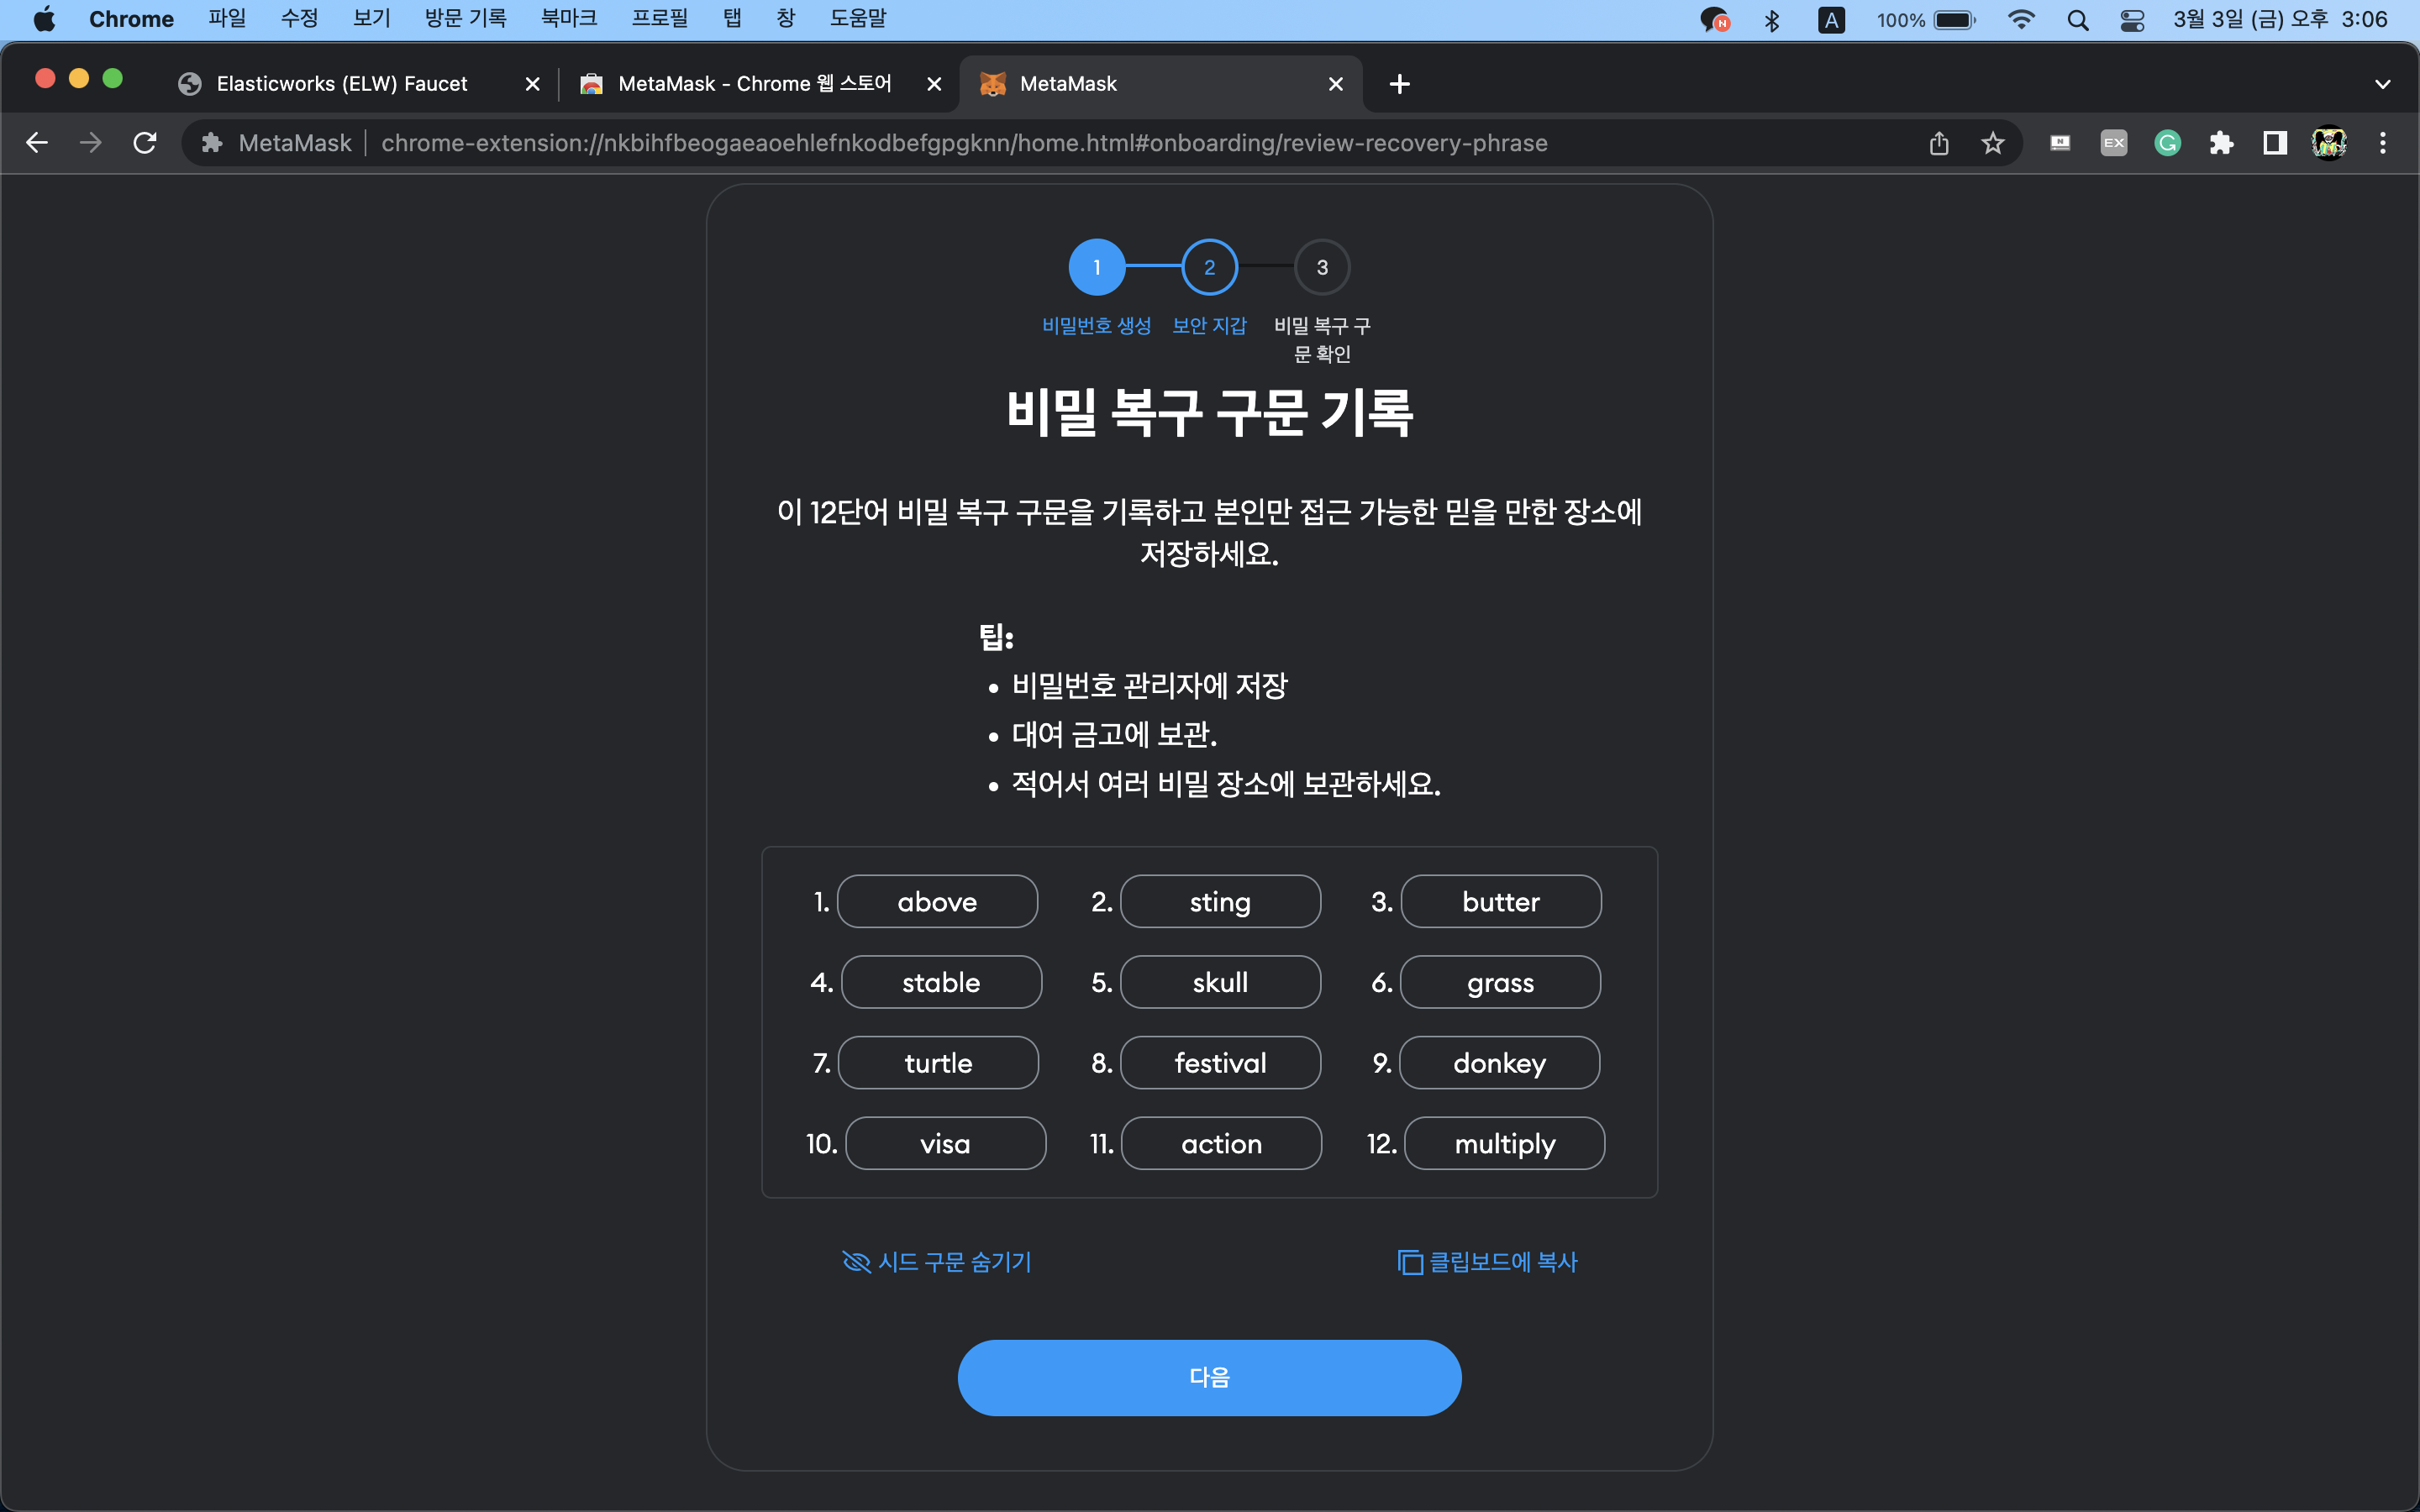 Chrome 파일 수정 보기 방문 기록 북마크 프로필 탭 창 도움말 A 100% 3월 3일 (금) 오후 3:06
Elasticworks (ELW) Faucet
MetaMask - Chrome 웹 스토어
MetaMask
MetaMask chrome-extension://nkbihfbeogaeaoehlefnkodbefgpgknn/home.html#onboarding/review-recovery-phrase
N EX G
1 2 3
비밀번호 생성 보안 지갑 비밀 복구 구
문 확인
비밀 복구 구문 기록
이 12단어 비밀 복구 구문을 기록하고 본인만 접근 가능한 믿을 만한 장소에
저장하세요.
팁:
• 비밀번호 관리자에 저장
• 대여 금고에 보관.
• 적어서 여러 비밀 장소에 보관하세요.
1. above 2. sting 3. butter
4. stable 5. skull 6. grass
7. turtle 8. festival 9. donkey
10. visa 11. action 12. multiply
시드 구문 숨기기 클립보드에 복사
다음